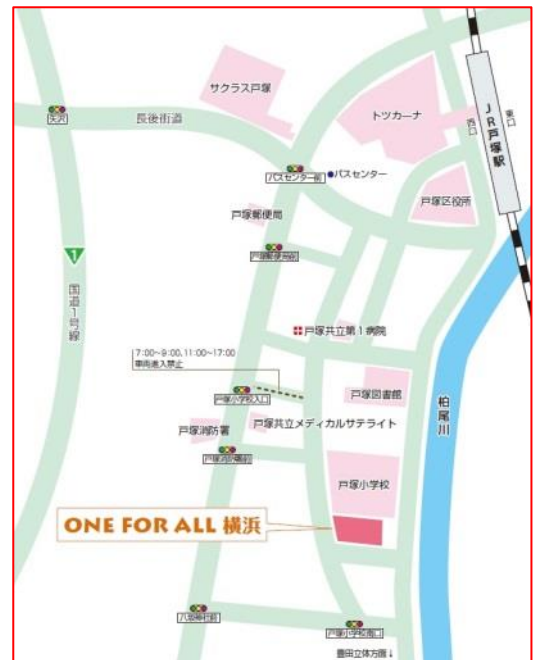 サクラス戸塚
トツカーナ
JR戸塚駅
東口
西口
矢沢
長後街道
バスセンター前
バスセンター
戸塚区役所
戸塚郵便局
戸塚郵便局前
1
国道1号線
戸塚共立第1病院
7:00～9:00、11:00～17:00
車両進入禁止
戸塚小学校入口
戸塚図書館
柏尾川
戸塚消防署
戸塚共立メディカルサテライト
戸塚消防署前
戸塚小学校
ONE FOR ALL 横浜
八坂神社前
戸塚小学校南口
豊田立体方面↓